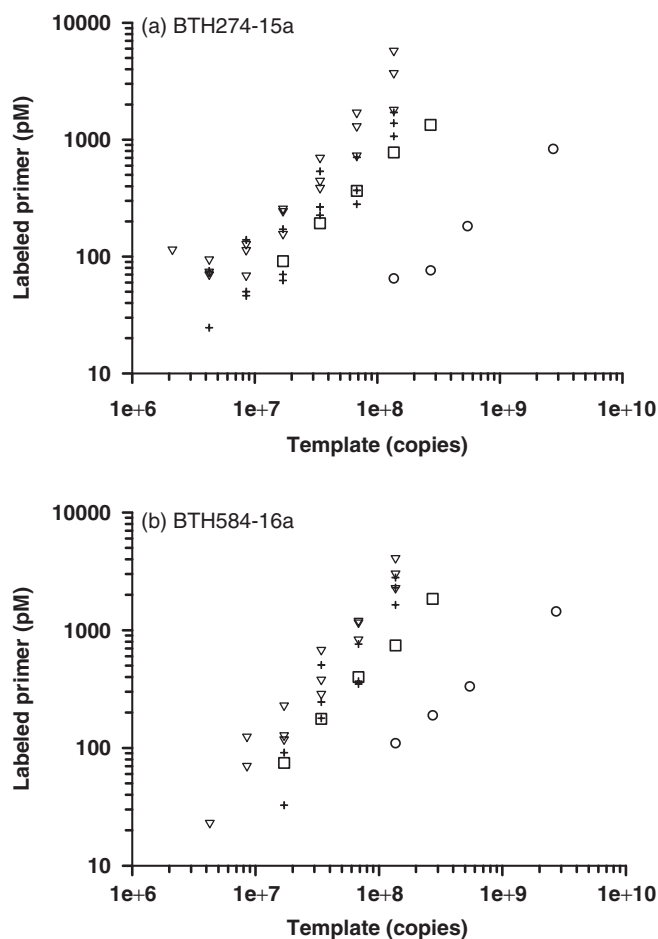 (a) BTH274-15a
10000
1000
100
10
Labeled primer (pM)
1e+6 1e+7 1e+8 1e+9 1e+10
Template (copies)
(b) BTH584-16a
10000
1000
100
10
Labeled primer (pM)
1e+6 1e+7 1e+8 1e+9 1e+10
Template (copies)